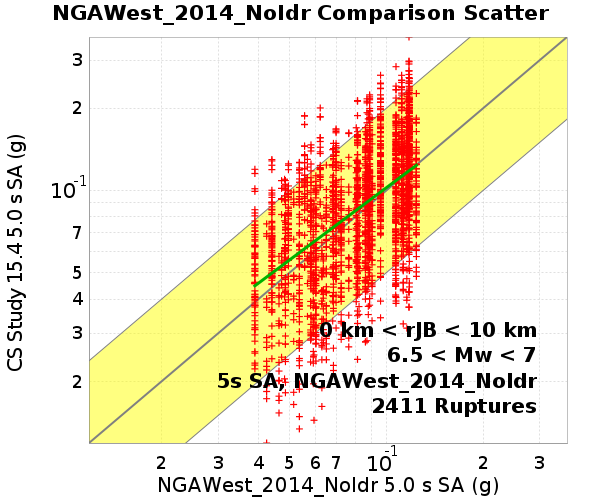 NGAWest_2014_NoIdr Comparison Scatter
CS Study 15.4 5.0 s SA (g)
3
2
10^-1
7
5
4
3
2
0 km < rJB < 10 km
6.5 < Mw < 7
5s SA, NGAWest_2014_NoIdr
2411 Ruptures
2 3 4 5 6 7 10^-1 2 3
NGAWest_2014_NoIdr 5.0 s SA (g)